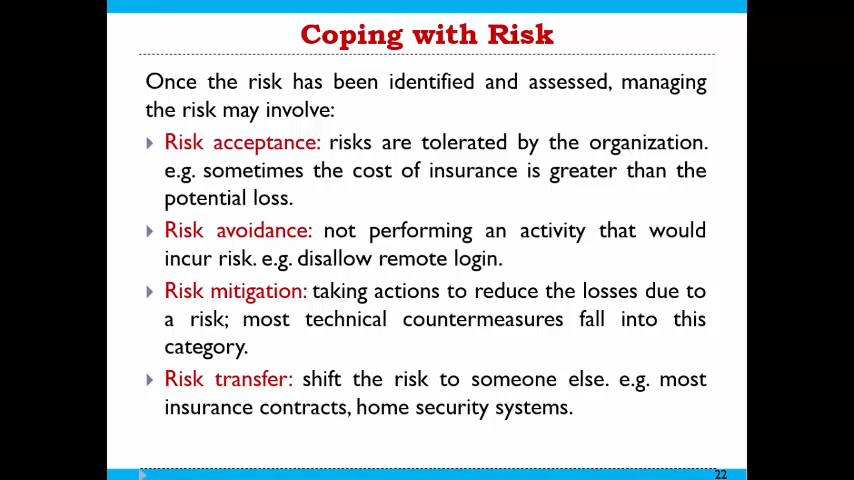 Coping with Risk
Once the risk has been identified and assessed, managing
the risk may involve:
Risk acceptance: risks are tolerated by the organization.
e.g. sometimes the cost of insurance is greater than the
potential loss.
Risk avoidance: not performing an activity that would
incur risk. e.g. disallow remote login.
Risk mitigation: taking actions to reduce the losses due to
a risk; most technical countermeasures fall into this
category.
Risk transfer: shift the risk to someone else. e.g. most
insurance contracts, home security systems.
22